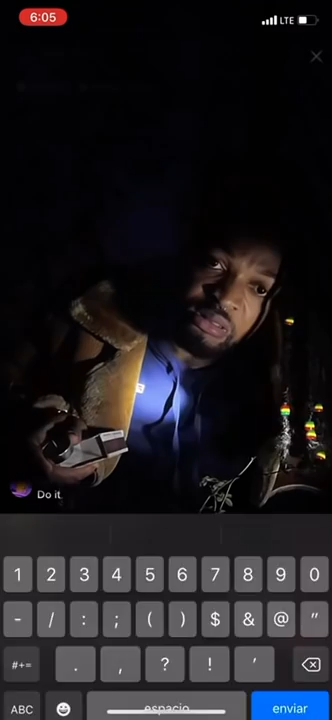 6:05
LTE
Do it
1 2 3 4 5 6 7 8 9 0
- / : ; ( ) $ & @ "
#+= . , ? ! '
ABC espacio enviar